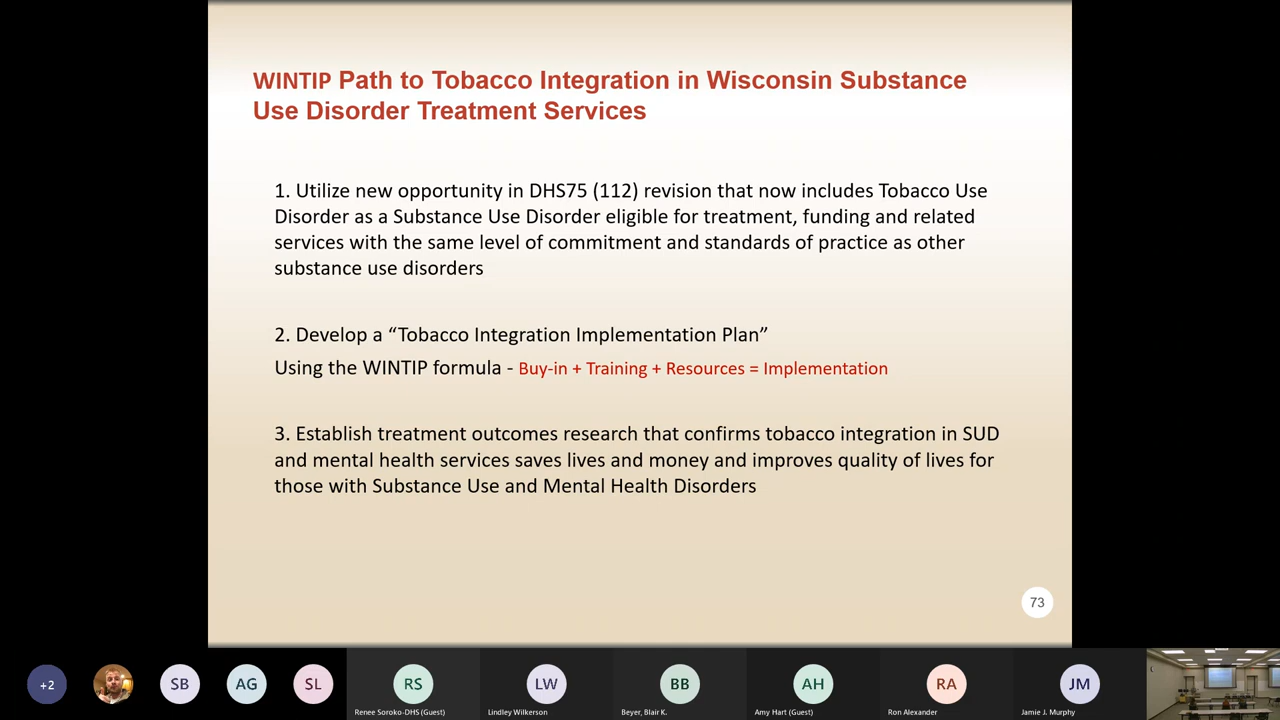 WINTIP Path to Tobacco Integration in Wisconsin Substance
Use Disorder Treatment Services
1. Utilize new opportunity in DHS75 (112) revision that now includes Tobacco Use
Disorder as a Substance Use Disorder eligible for treatment, funding and related
services with the same level of commitment and standards of practice as other
substance use disorders
2. Develop a “Tobacco Integration Implementation Plan”
Using the WINTIP formula - Buy-in + Training + Resources = Implementation
3. Establish treatment outcomes research that confirms tobacco integration in SUD
and mental health services saves lives and money and improves quality of lives for
those with Substance Use and Mental Health Disorders
73
+2
SB
AG
SL
RS
LW
BB
AH
RA
JM
Renee Soroko-DHS (Guest)
Lindley Wilkerson
Beyer, Blair K.
Amy Hart (Guest)
Ron Alexander
Jamie J. Murphy